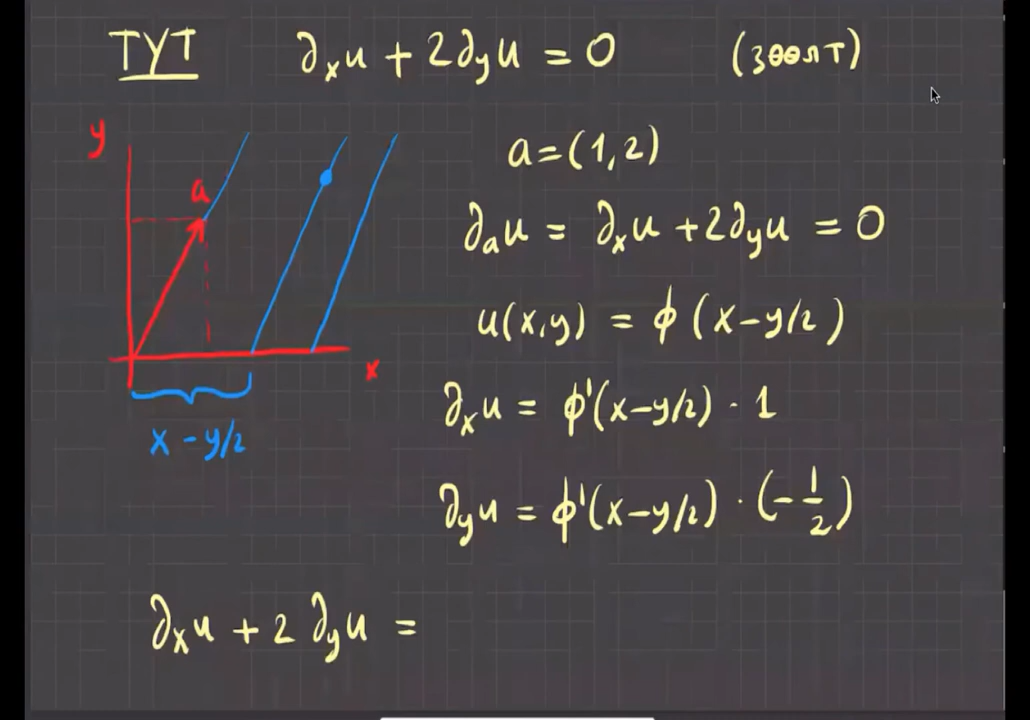 ТУТ ∂ₓu + 2∂ᵧu = 0 (зөөлт)
y
a
x
x - y/2
a = (1,2)
∂ₐu = ∂ₓu + 2∂ᵧu = 0
u(x,y) = ϕ(x-y/2)
∂ₓu = ϕ'(x-y/2) · 1
∂ᵧu = ϕ'(x-y/2) · (-1/2)
∂ₓu + 2 ∂ᵧu =